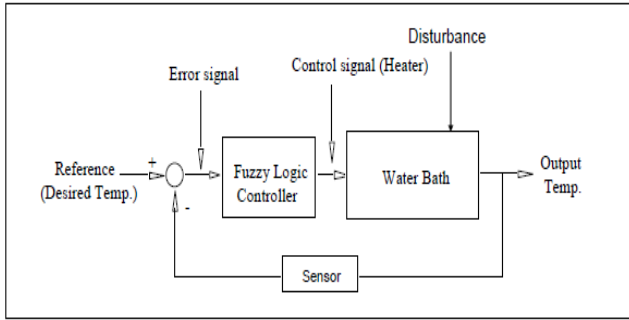 Disturbance
Control signal (Heater)
Error signal
Reference
(Desired Temp.)
+
-
Fuzzy Logic
Controller
Water Bath
Output
Temp.
Sensor